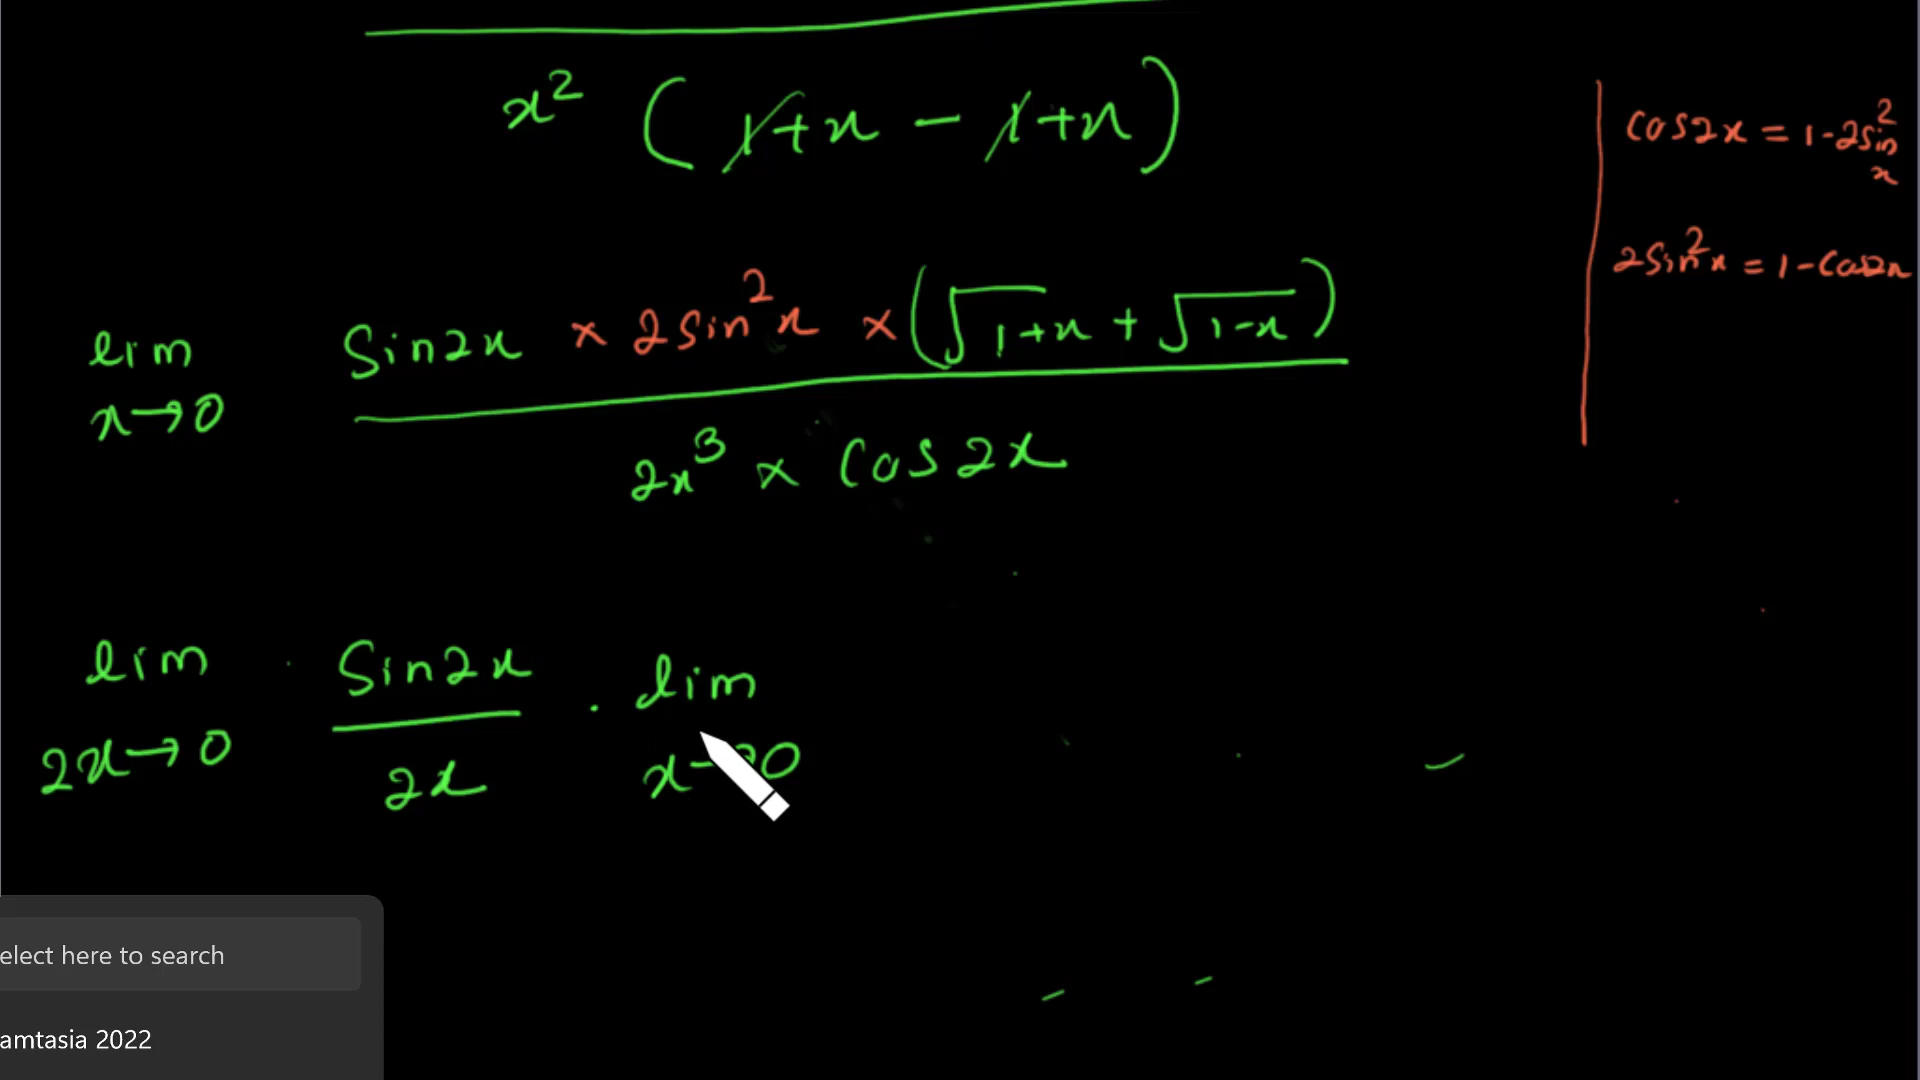 x² (1+x - 1+x)
cos2x = 1-2sin²x
2sin²x = 1-cos2x
lim x→0 sin2x × 2sin²x × (√1+x + √1-x)
2x³ × cos2x
lim 2x→0 sin2x / 2x . lim x→0
elect here to search
amtasia 2022